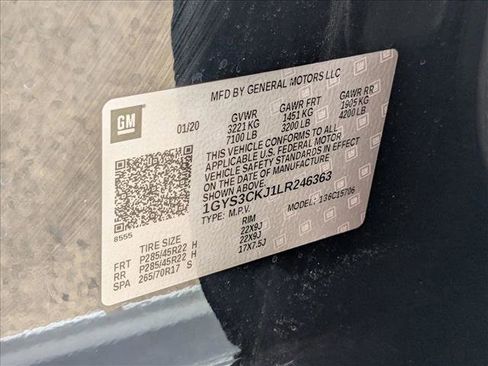 MFD BY GENERAL MOTORS LLC
GM
01/20
GVWR GAWR FRT GAWR RR
3221 KG 1451 KG 1905 KG
7100 LB 3200 LB 4200 LB
THIS VEHICLE CONFORMS TO ALL
APPLICABLE U.S. FEDERAL MOTOR
VEHICLE SAFETY STANDARDS IN EFFECT
ON THE DATE OF MANUFACTURE
SHOWN ABOVE.
1GYS3CKJ1LR246363
TYPE: M.P.V. MODEL: 136C15706
8555
TIRE SIZE RIM
FRT P285/45R22 H 22X9J
RR P285/45R22 H 22X9J
SPA 265/70R17 S 17X7.5J